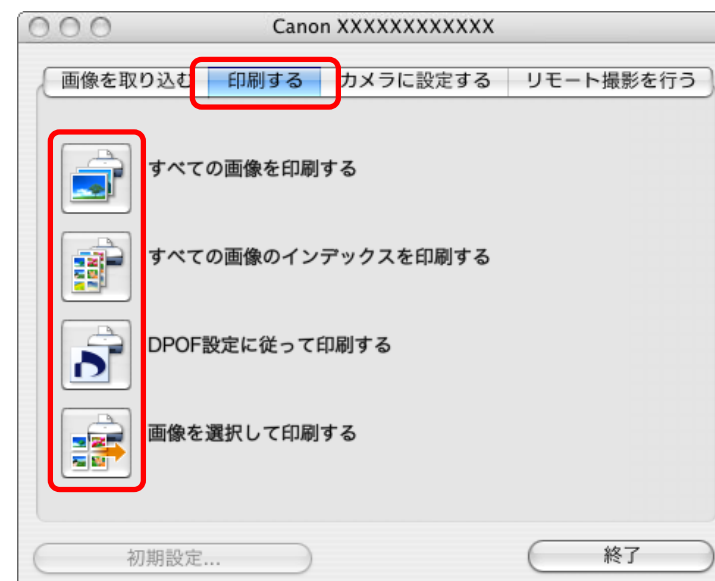 Canon XXXXXXXXXXXX
画像を取り込む 印刷する カメラに設定する リモート撮影を行う
すべての画像を印刷する
すべての画像のインデックスを印刷する
DPOF設定に従って印刷する
画像を選択して印刷する
初期設定... 終了